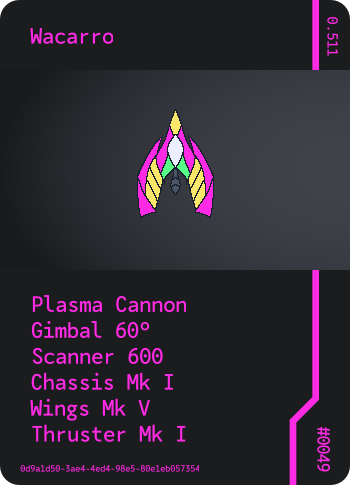 Wacarro
0.511
Plasma Cannon
Gimbal 60°
Scanner 600
Chassis Mk I
Wings Mk V
Thruster Mk I
#0049
0d9a1d50-3ae4-4ed4-98e5-80e1eb057354